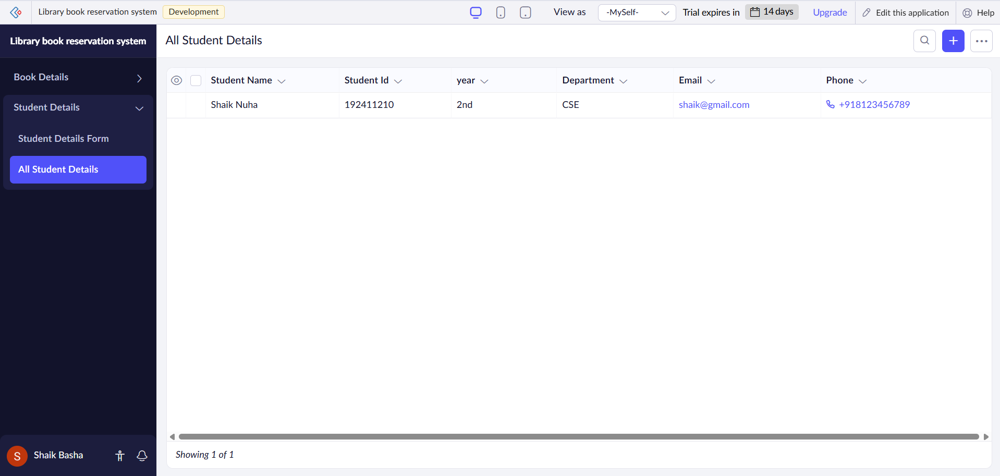 Library book reservation system Development View as -MySelf- Trial expires in 14 days Upgrade Edit this application Help
Library book reservation system
All Student Details
Book Details
Student Details
Student Details Form
All Student Details
Student Name Student Id year Department Email Phone
Shaik Nuha 192411210 2nd CSE shaik@gmail.com +918123456789
Showing 1 of 1
S Shaik Basha